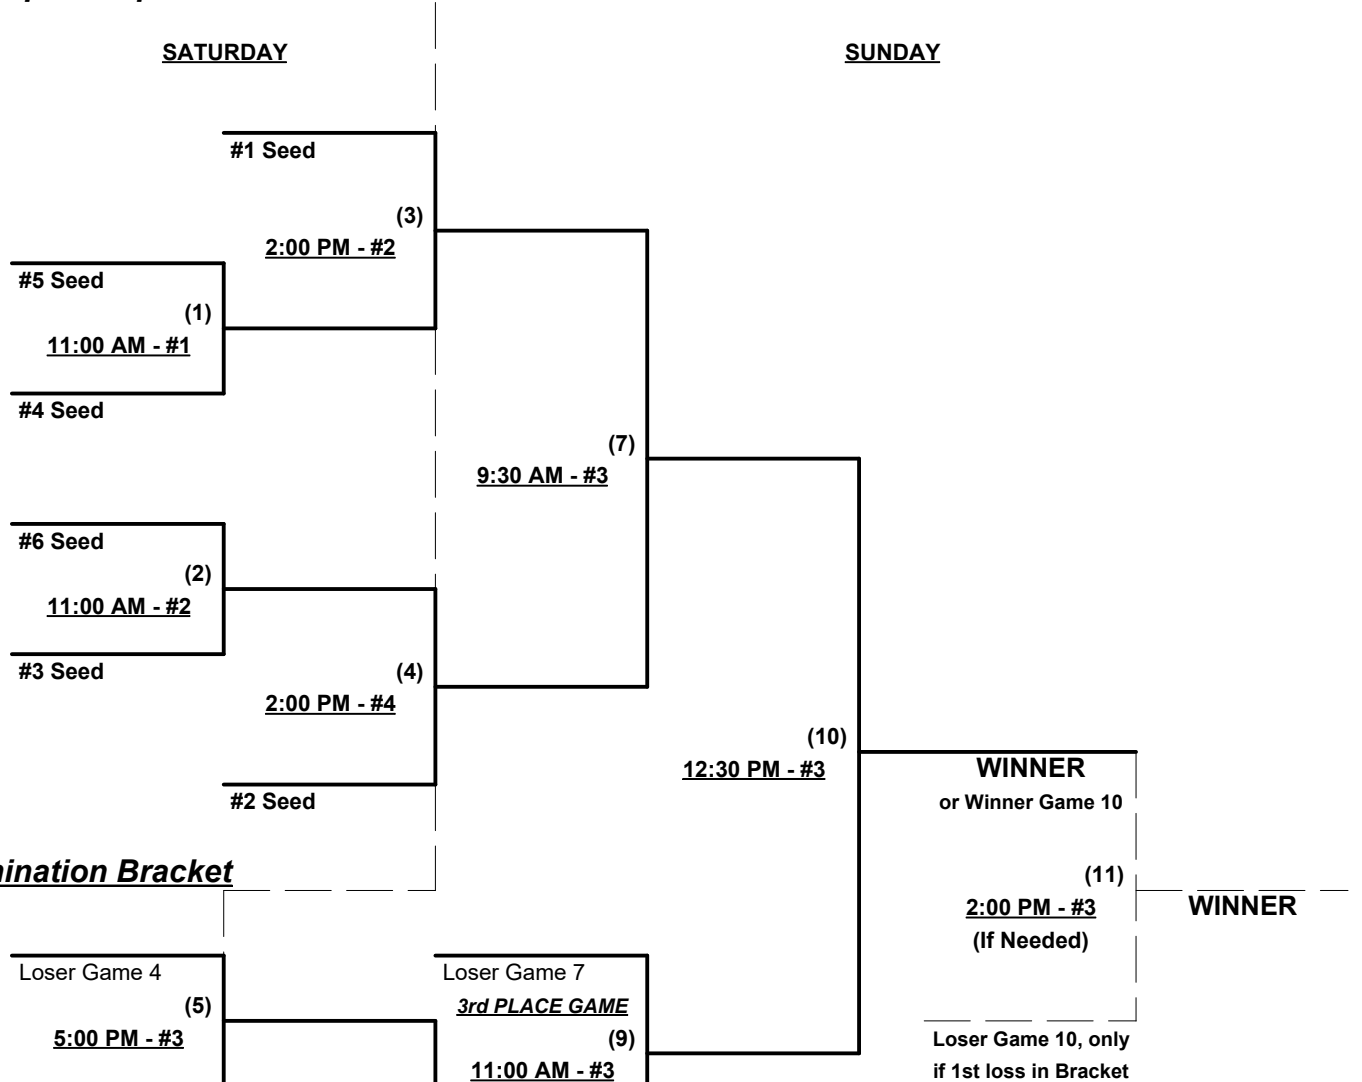 SATURDAY
SUNDAY
#1 Seed
(3)
2:00 PM - #2
#5 Seed
(1)
11:00 AM - #1
#4 Seed
(7)
9:30 AM - #3
#6 Seed
(2)
11:00 AM - #2
#3 Seed
(4)
2:00 PM - #4
(10)
12:30 PM - #3
WINNER
or Winner Game 10
#2 Seed
Bracket
(11)
2:00 PM - #3
WINNER
(If Needed)
Loser Game 4
Loser Game 7
(5)
3rd PLACE GAME
5:00 PM - #3
(9)
11:00 AM - #3
Loser Game 10, only
if 1st loss in Bracket